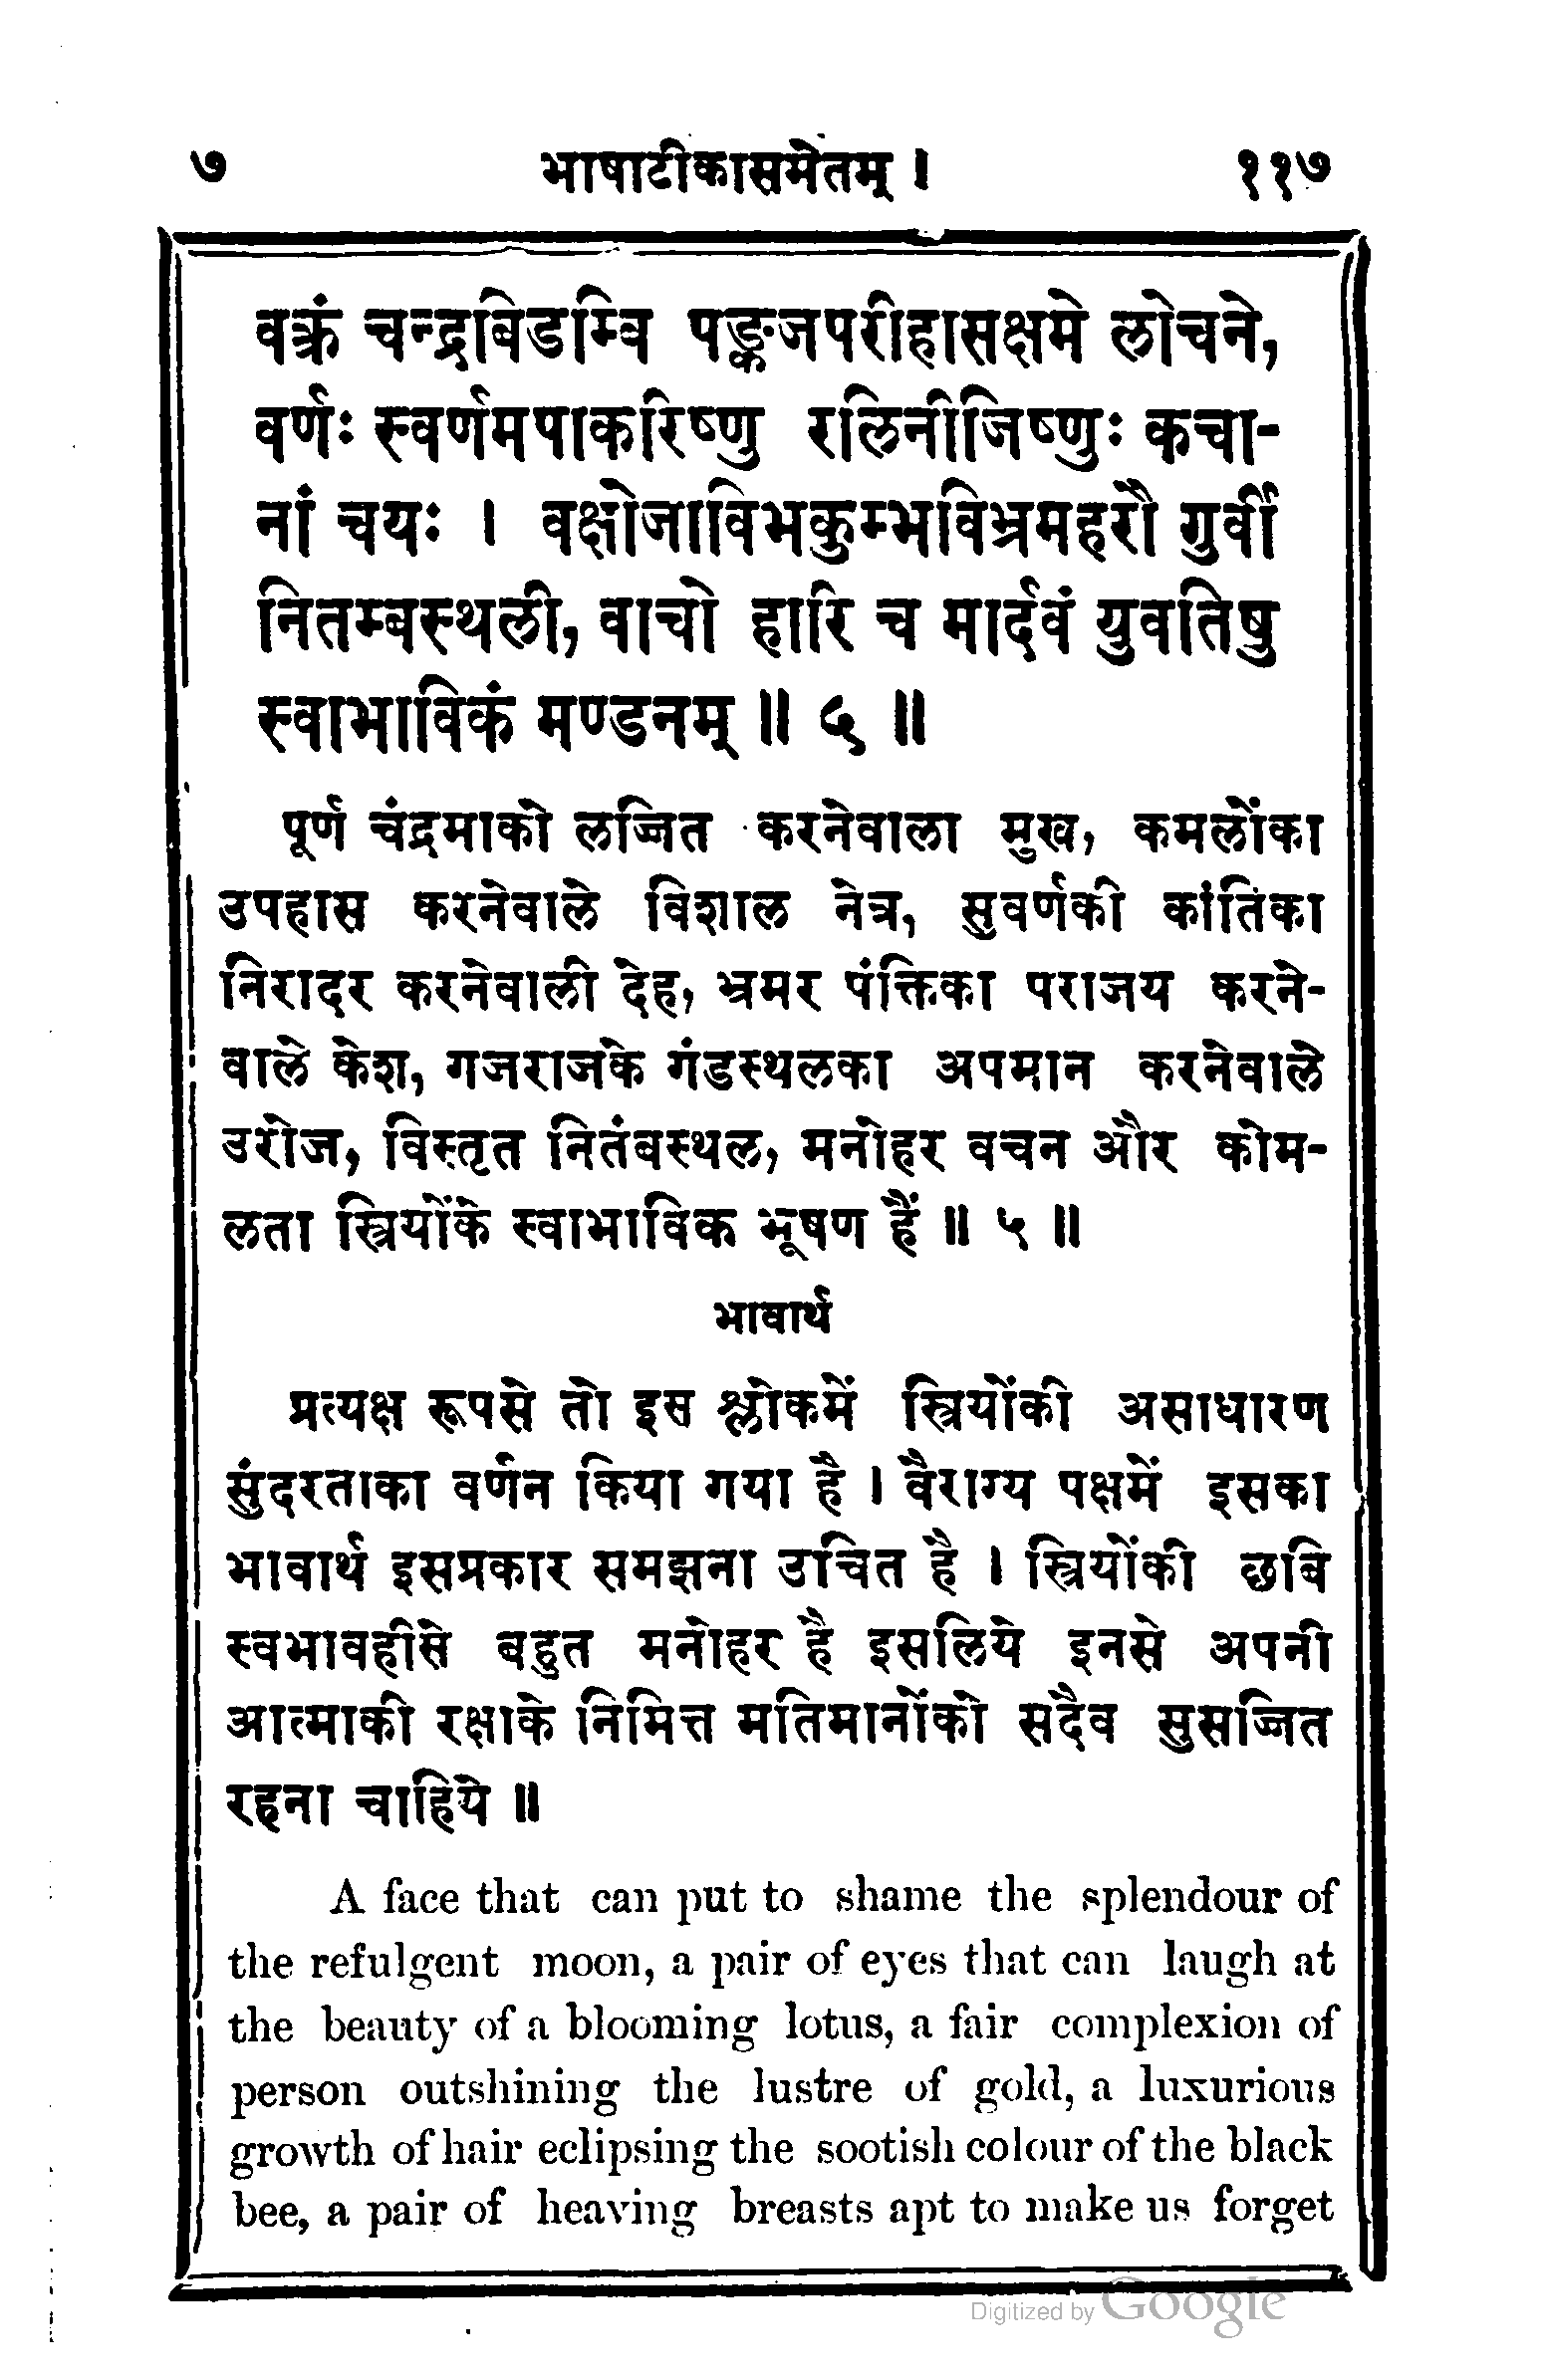 ७ भाषाटीकासमेतम् । ११७
वक्रं चन्द्रबिडम्बि पङ्कजपरीहासक्षमे लोचने,
वर्णः स्वर्णमपाकरिष्णु रलिनीजिष्णुः कचा-
नां चयः । वक्षोजाविभकुम्भविभ्रमहरौ गुर्वी
नितम्बस्थली, वाचो हारि च मार्दवं युवतिषु
स्वाभाविकं मण्डनम् ॥ ५ ॥
पूर्ण चंद्रमाको लज्जित करनेवाला मुख, कमलोंका
उपहास करनेवाले विशाल नेत्र, सुवर्णकी कांतिका
निरादर करनेवाली देह, भ्रमर पंक्तिका पराजय करने-
वाले केश, गजराजके गंडस्थलका अपमान करनेवाले
उरोज, विस्तृत नितंबस्थल, मनोहर वचन और कोम-
लता स्त्रियोंके स्वाभाविक भूषण हैं ॥ ५ ॥
भावार्थ
प्रत्यक्ष रूपसे तो इस श्लोकमें स्त्रियोंकी असाधारण
सुंदरताका वर्णन किया गया है । वैराग्य पक्षमें इसका
भावार्थ इसप्रकार समझना उचित है । स्त्रियोंकी छबि
स्वभावहीसे बहुत मनोहर है इसलिये इनसे अपनी
आत्माकी रक्षाके निमित्त मतिमानोंको सदैव सुसज्जित
रहना चाहिये ॥
A face that can put to shame the splendour of
the refulgent moon, a pair of eyes that can laugh at
the beauty of a blooming lotus, a fair complexion of
person outshining the lustre of gold, a luxurious
growth of hair eclipsing the sootish colour of the black
bee, a pair of heaving breasts apt to make us forget
Digitized by Google